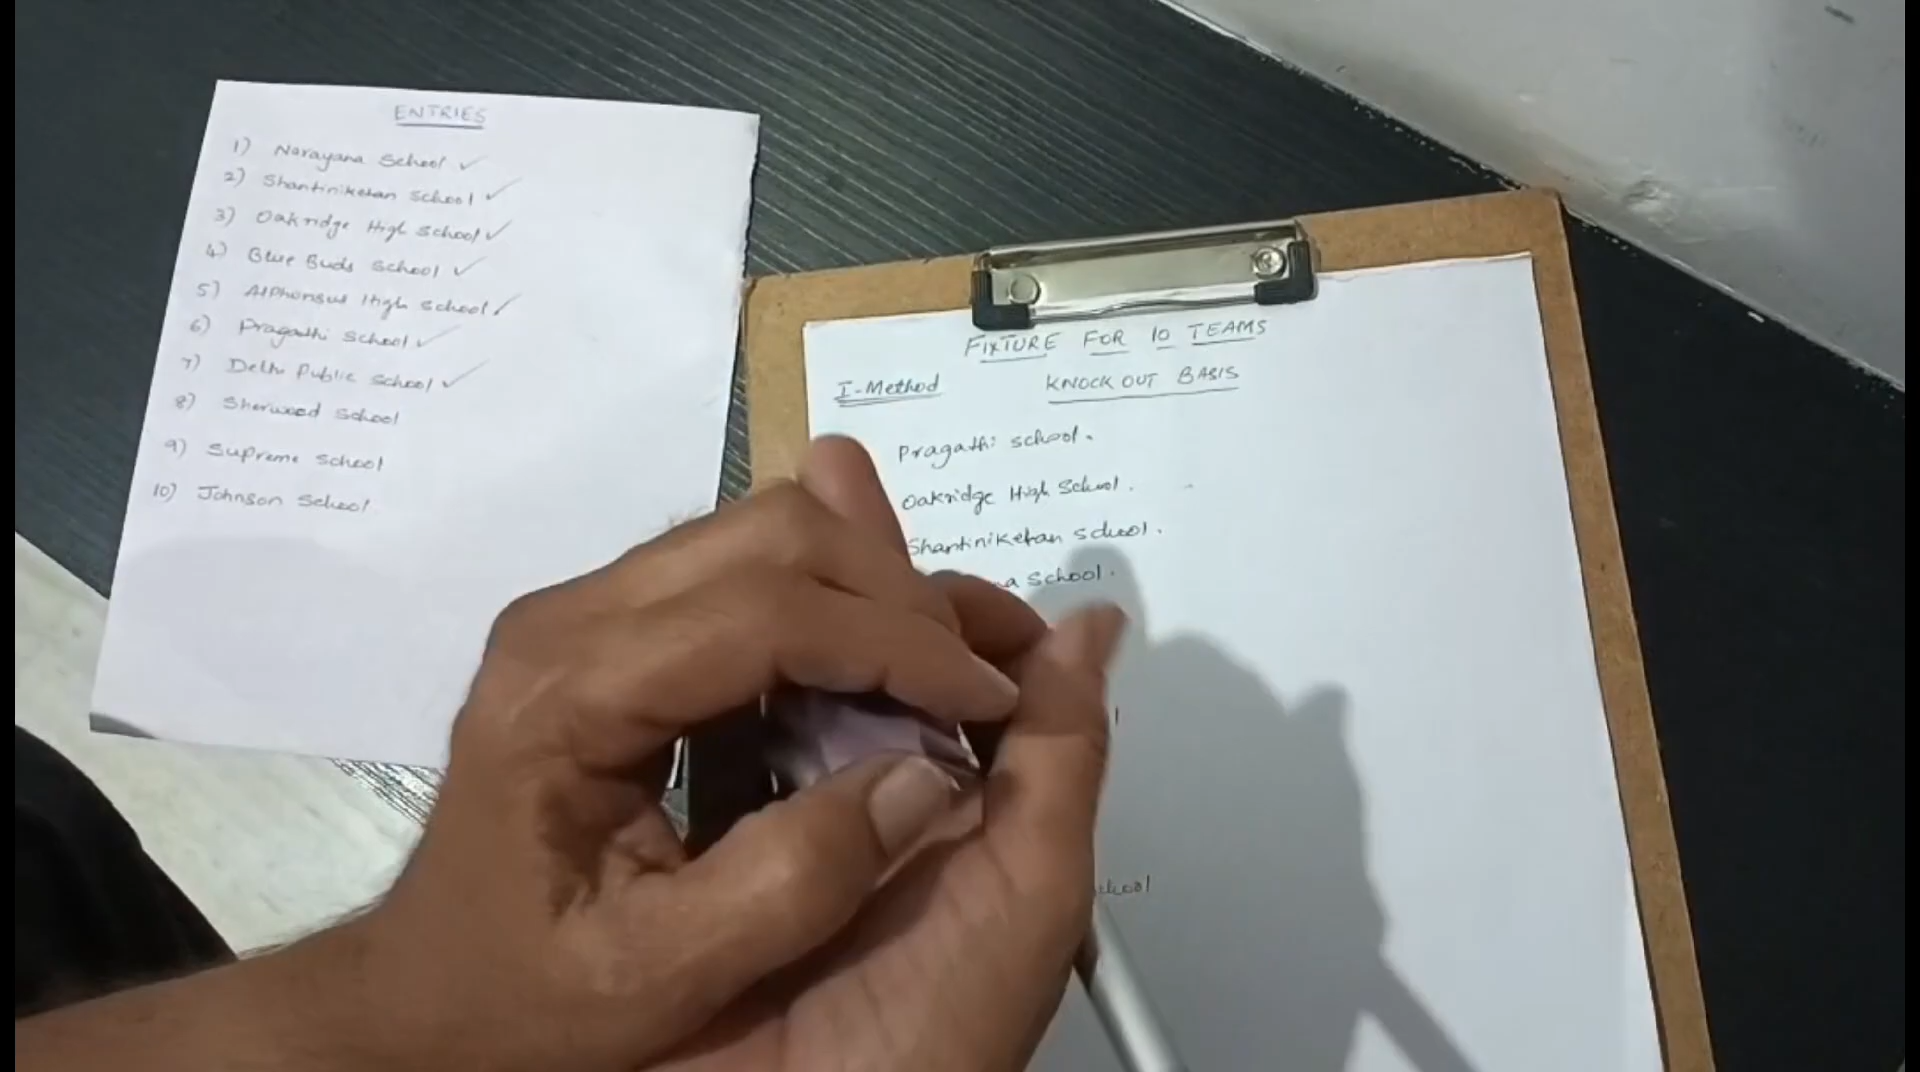 ENTRIES
1) Narayana School ✓
2) Shantiniketan School ✓
3) Oakridge High School ✓
4) Blue Buds School ✓
5) Alphonsus High School ✓
6) Pragathi School ✓
7) Delhi Public School ✓
8) Sherwood School
9) Supreme School
10) Johnson School
FIXTURE FOR 10 TEAMS
I-Method KNOCK OUT BASIS
Pragathi school.
Oakridge High School.
Shantiniketan School.
School.
School